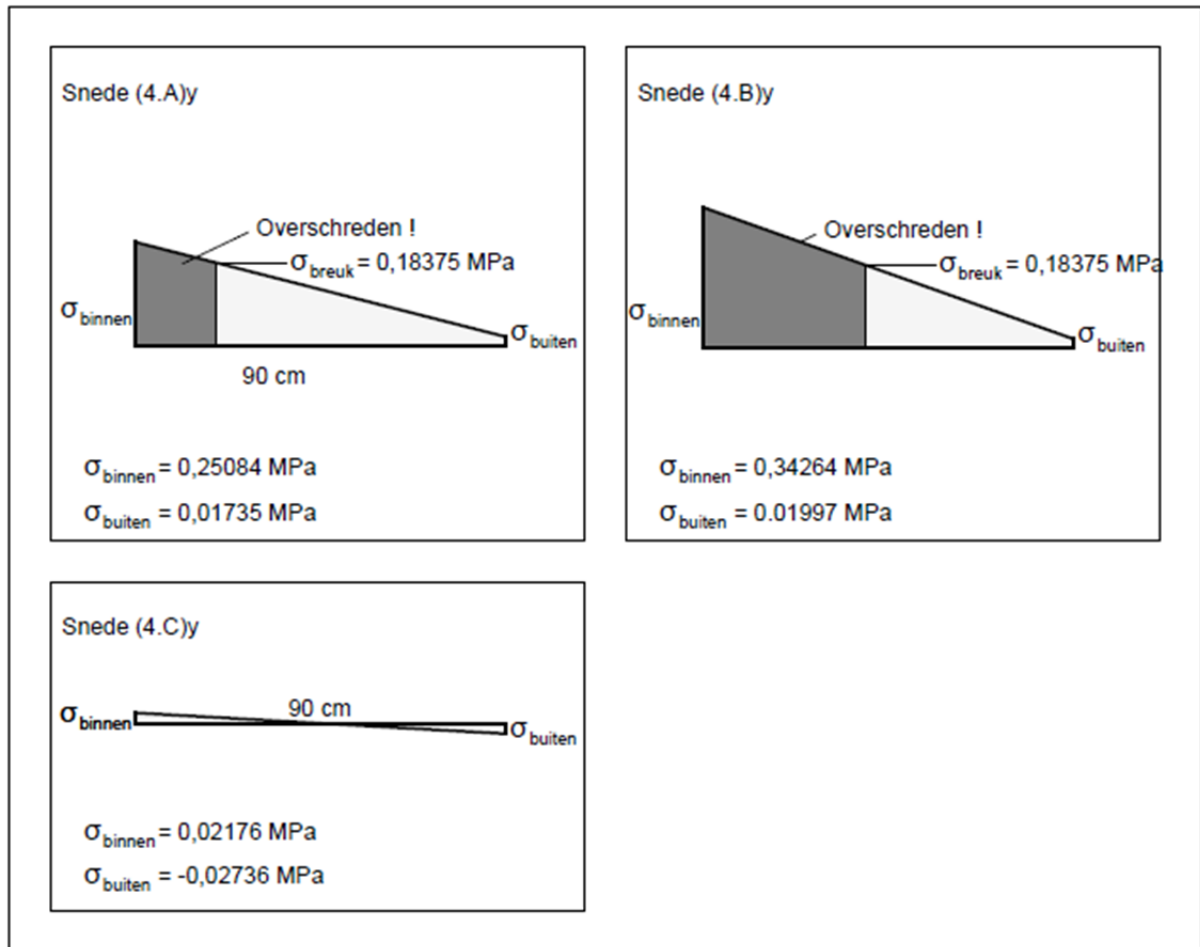 Snede (4.A)y
Overschreden !
σbreuk = 0,18375 MPa
σbinnen
σbuiten
90 cm
σbinnen = 0,25084 MPa
σbuiten = 0,01735 MPa
Snede (4.B)y
Overschreden !
σbreuk = 0,18375 MPa
σbinnen
σbuiten
σbinnen = 0,34264 MPa
σbuiten = 0.01997 MPa
Snede (4.C)y
σbinnen
90 cm
σbuiten
σbinnen = 0,02176 MPa
σbuiten = -0,02736 MPa